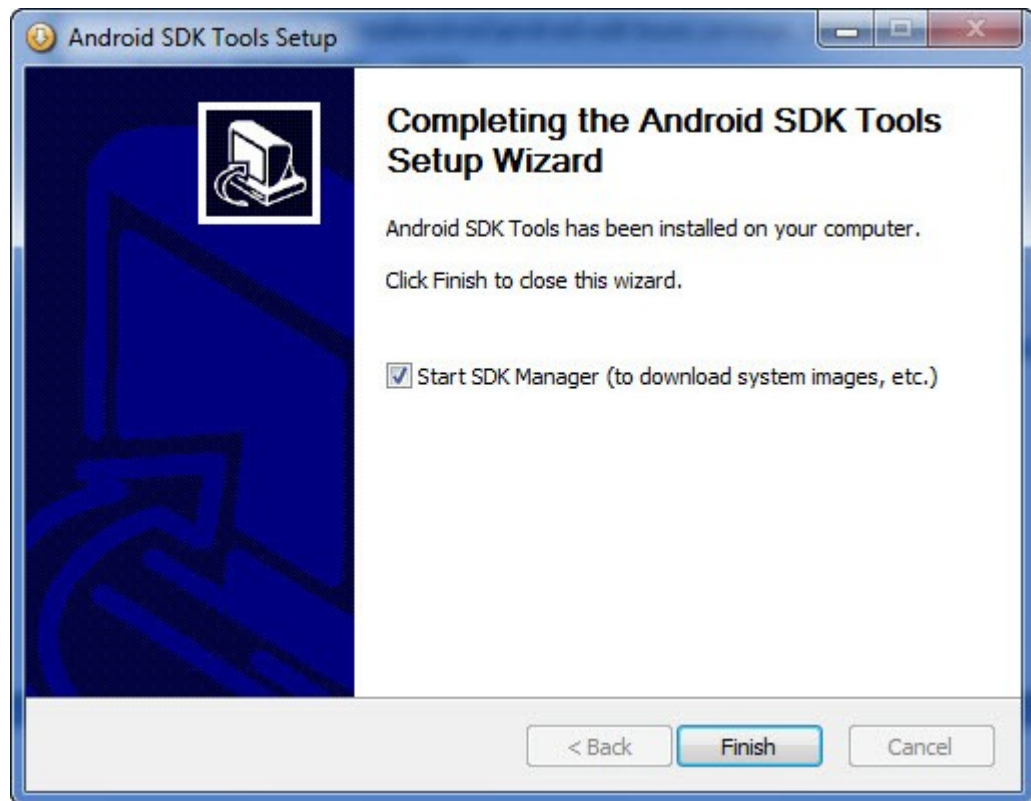 Android SDK Tools Setup
Completing the Android SDK Tools
Setup Wizard
Android SDK Tools has been installed on your computer.
Click Finish to close this wizard.
Start SDK Manager (to download system images, etc.)
< Back
Finish
Cancel